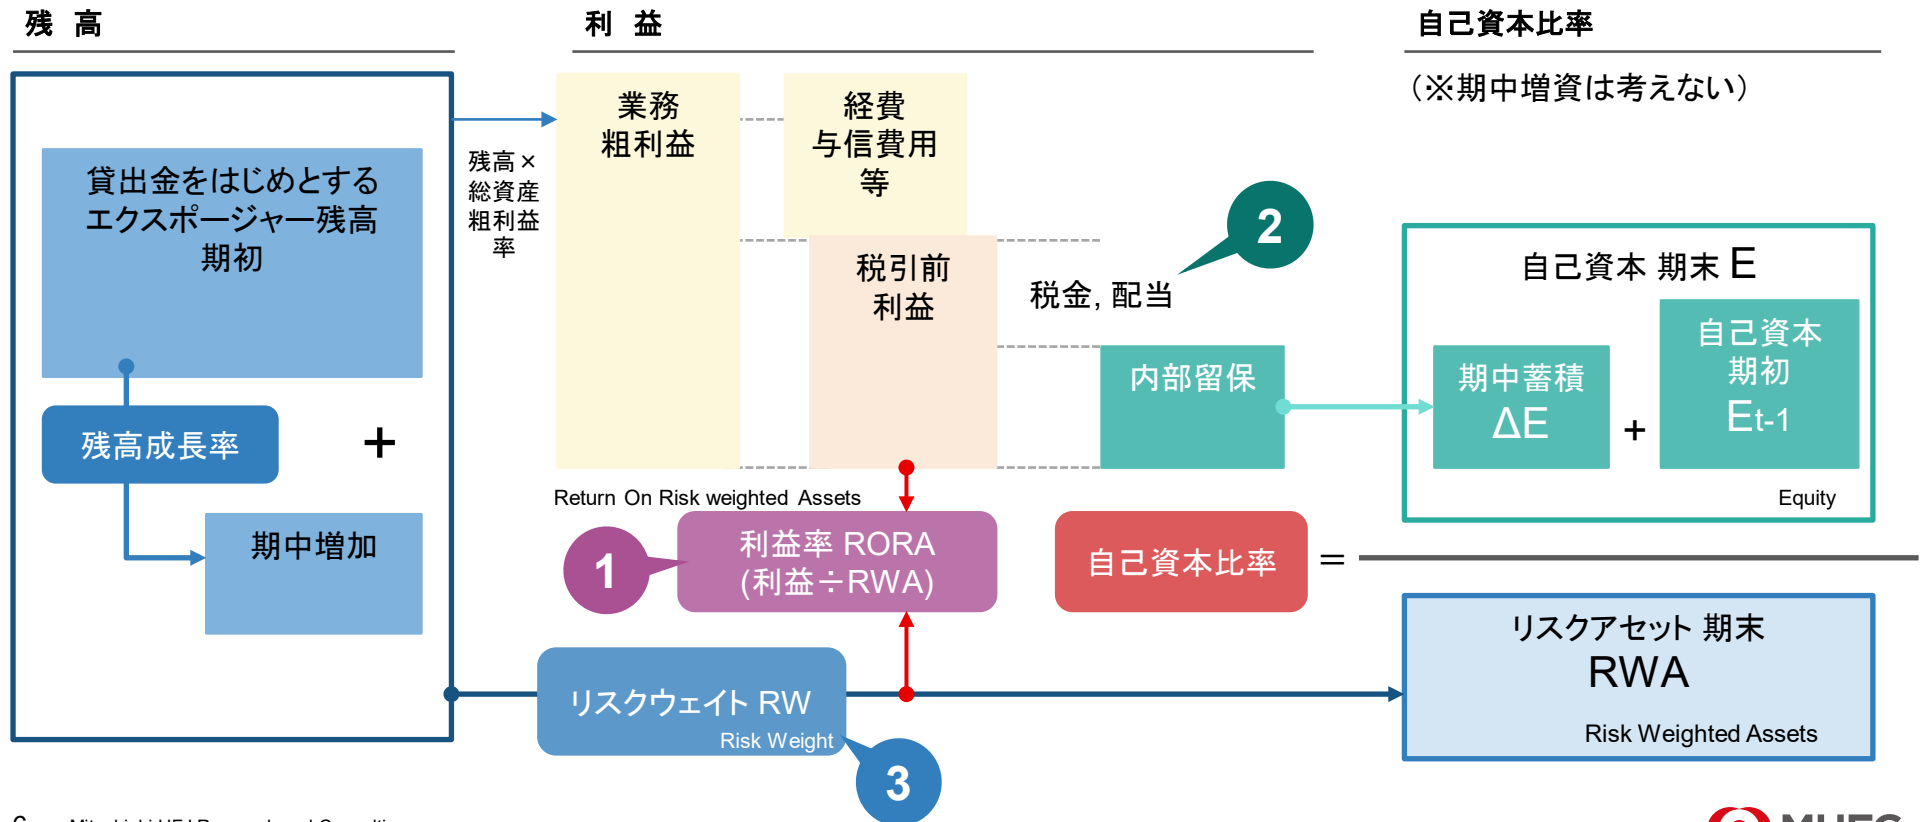 残 高
利 益
自己資本比率
(※期中増資は考えない)
貸出金をはじめとする
エクスポージャー残高
期初
残高成長率
+
期中増加
残高×
総資産
粗利益
率
業務
粗利益
経費
与信費用
等
税引前
利益
2
税金, 配当
内部留保
自己資本 期末 E
期中蓄積
ΔE
+
自己資本
期初
Et-1
Equity
Return On Risk weighted Assets
1
利益率 RORA
(利益÷RWA)
自己資本比率
=
リスクウェイト RW
Risk Weight
3
リスクアセット 期末
RWA
Risk Weighted Assets